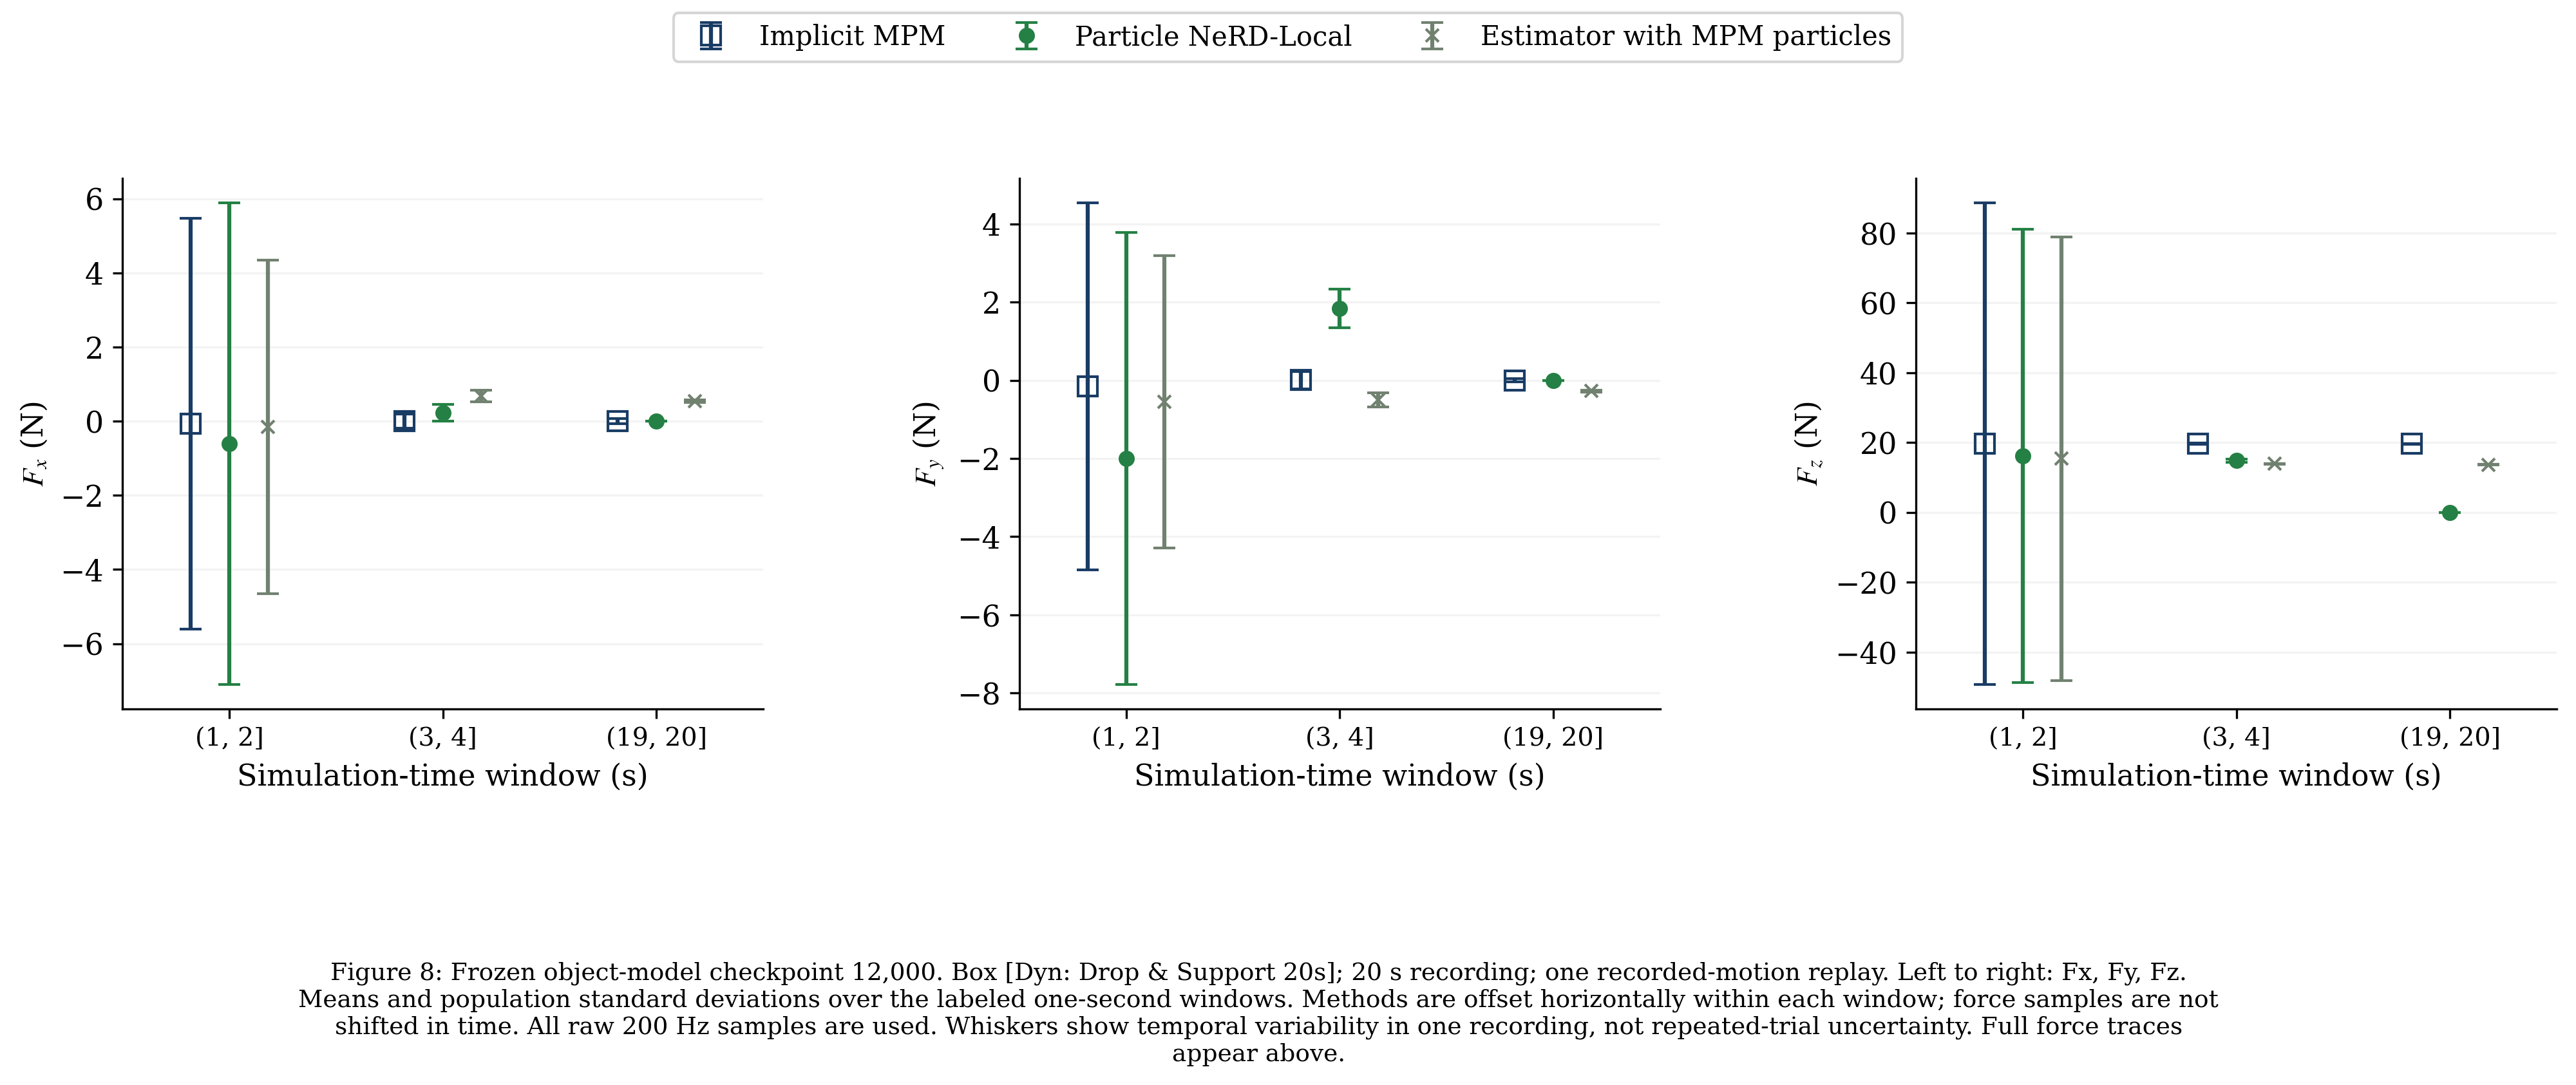 Implicit MPM
Particle NeRD-Local
Estimator with MPM particles
6
4
2
0
−2
−4
−6
Fx (N)
(1, 2]
(3, 4]
(19, 20]
Simulation-time window (s)
4
2
0
−2
−4
−6
−8
Fy (N)
(1, 2]
(3, 4]
(19, 20]
Simulation-time window (s)
80
60
40
20
0
−20
−40
Fz (N)
(1, 2]
(3, 4]
(19, 20]
Simulation-time window (s)
Figure 8: Frozen object-model checkpoint 12,000. Box [Dyn: Drop & Support 20s]; 20 s recording; one recorded-motion replay. Left to right: Fx, Fy, Fz.
Means and population standard deviations over the labeled one-second windows. Methods are offset horizontally within each window; force samples are not
shifted in time. All raw 200 Hz samples are used. Whiskers show temporal variability in one recording, not repeated-trial uncertainty. Full force traces
appear above.